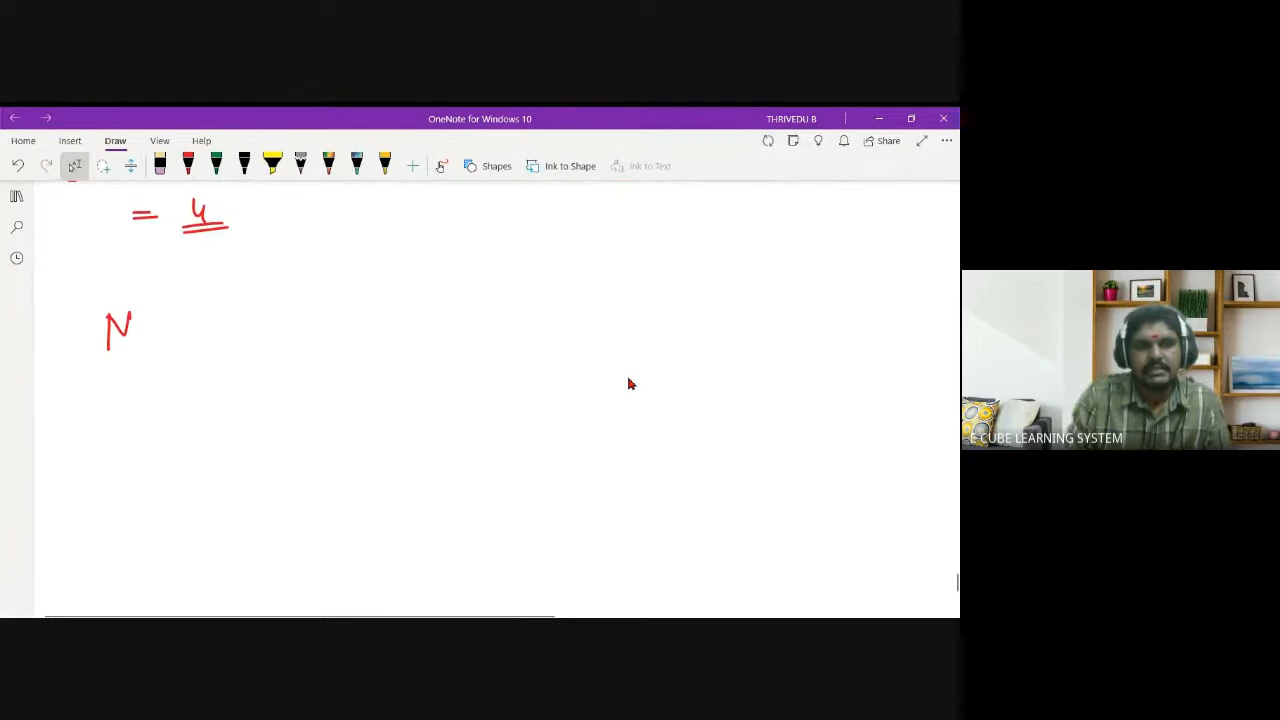 OneNote for Windows 10
THRIVEDU B
Home Insert Draw View Help
Share
Shapes Ink to Shape Ink to Text
= 4
N
E CUBE LEARNING SYSTEM